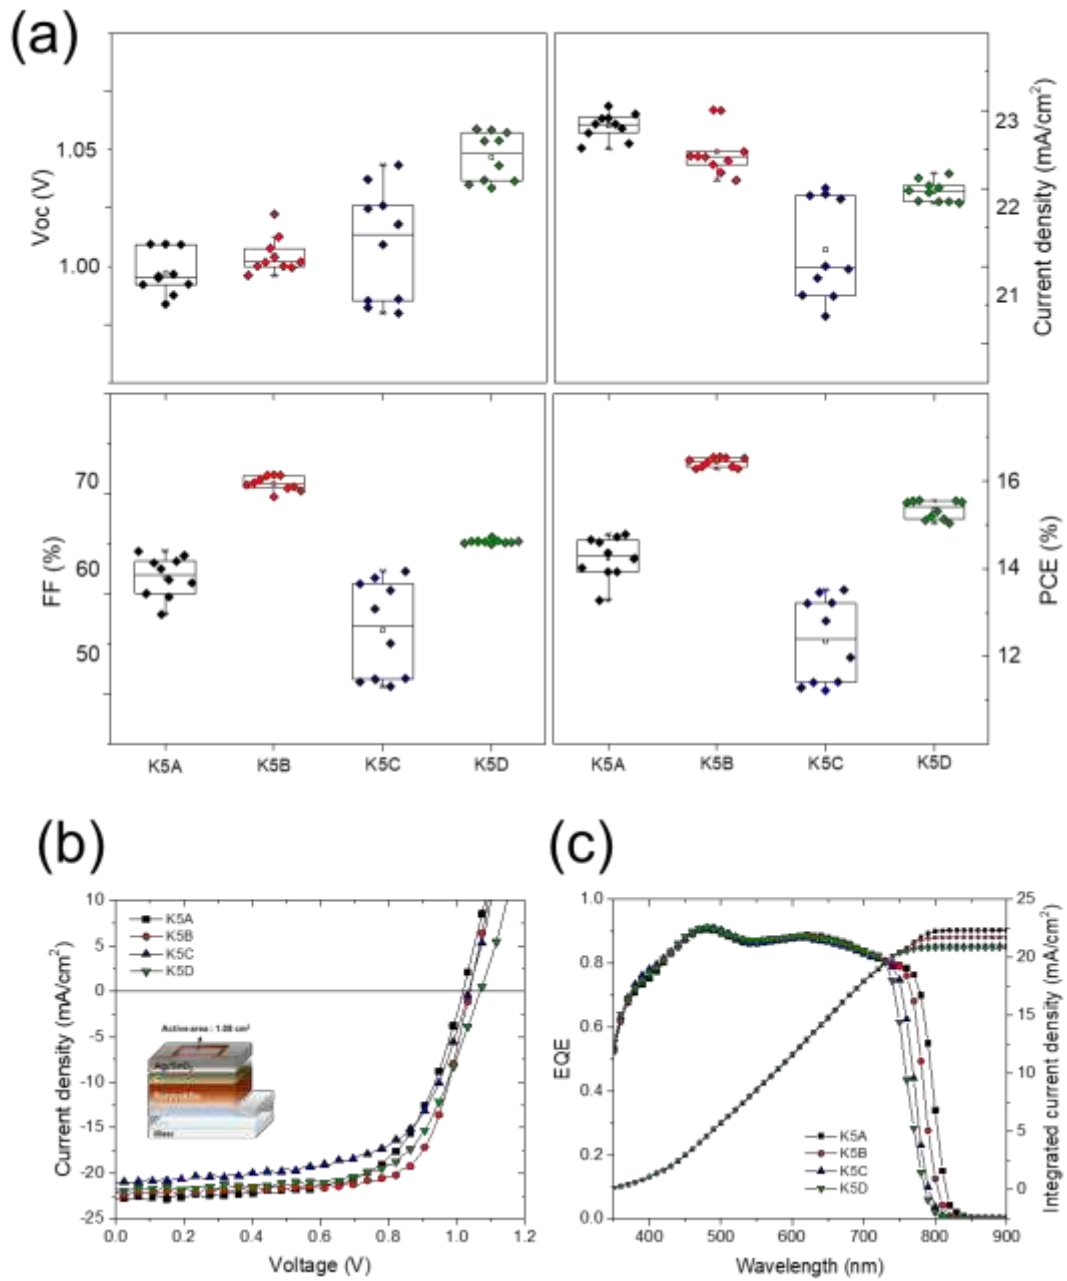 (a)
Voc (V)
1.05
1.00
23
22
21
Current density (mA/cm²)
FF (%)
70
60
50
16
14
12
PCE (%)
K5A K5B K5C K5D
K5A K5B K5C K5D
(b)
Current density (mA/cm²)
10
5
0
-5
-10
-15
-20
-25
K5A
K5B
K5C
K5D
Active area : 1.08 cm²
Glass
0.0 0.2 0.4 0.6 0.8 1.0 1.2
Voltage (V)
(c)
EQE
1.0
0.8
0.6
0.4
0.2
0.0
25
20
15
10
5
0
Integrated current density (mA/cm²)
K5A
K5B
K5C
K5D
400 500 600 700 800 900
Wavelength (nm)